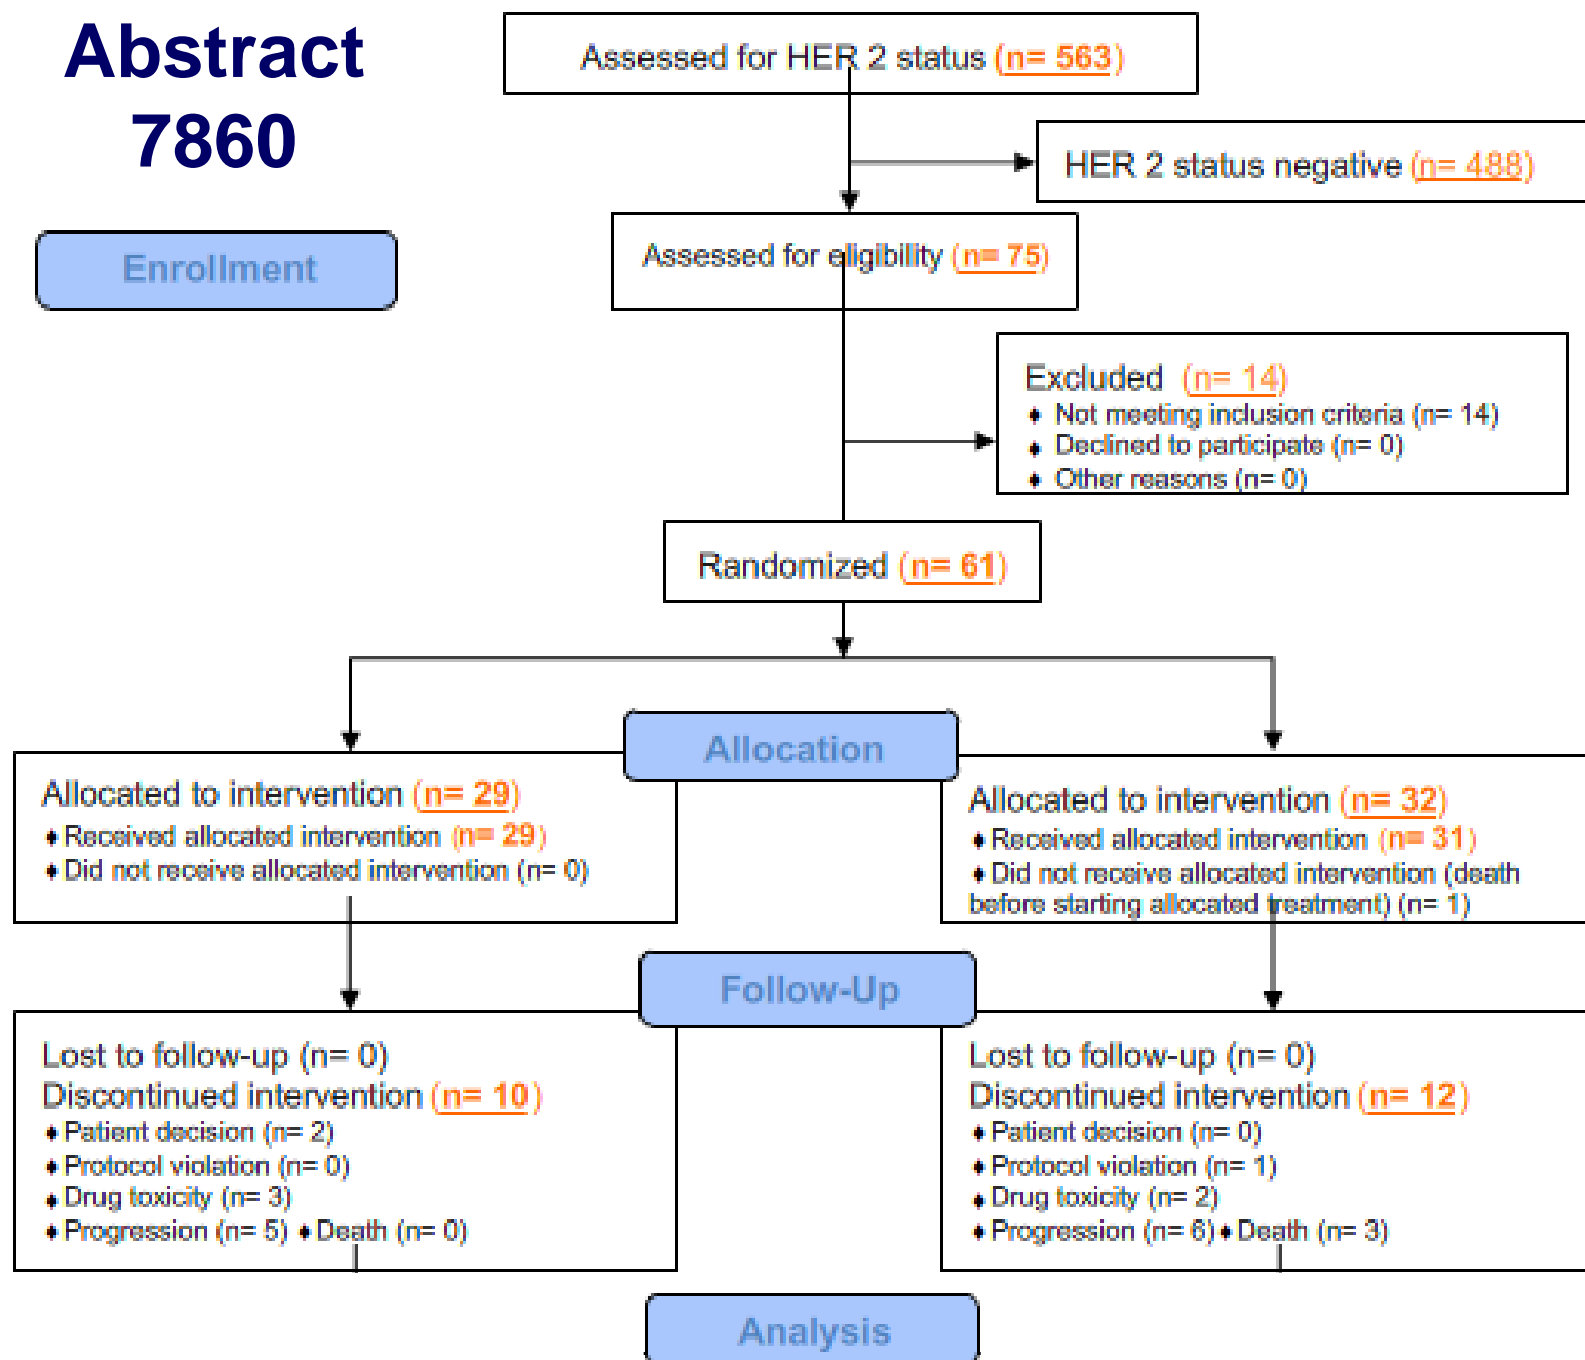 Abstract
7860
Assessed for HER 2 status (n= 563)
HER 2 status negative (n= 488)
Enrollment
Assessed for eligibility (n= 75)
Excluded (n= 14)
♦ Not meeting inclusion criteria (n= 14)
♦ Declined to participate (n= 0)
♦ Other reasons (n= 0)
Randomized (n= 61)
Allocation
Allocated to intervention (n= 29)
♦ Received allocated intervention (n= 29)
♦ Did not receive allocated intervention (n= 0)
Allocated to intervention (n= 32)
♦ Received allocated intervention (n= 31)
♦ Did not receive allocated intervention (death
before starting allocated treatment) (n= 1)
Follow-Up
Lost to follow-up (n= 0)
Discontinued intervention (n= 10)
♦ Patient decision (n= 2)
♦ Protocol violation (n= 0)
♦ Drug toxicity (n= 3)
♦ Progression (n= 5) ♦ Death (n= 0)
Lost to follow-up (n= 0)
Discontinued intervention (n= 12)
♦ Patient decision (n= 0)
♦ Protocol violation (n= 1)
♦ Drug toxicity (n= 2)
♦ Progression (n= 6) ♦ Death (n= 3)
Analysis